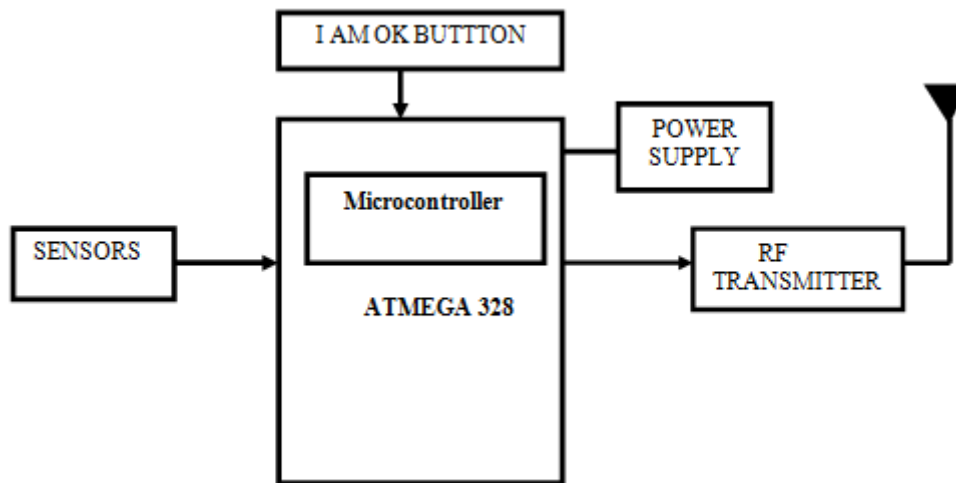 I AM OK BUTTTON
POWER
SUPPLY
Microcontroller
SENSORS
RF
TRANSMITTER
ATMEGA 328